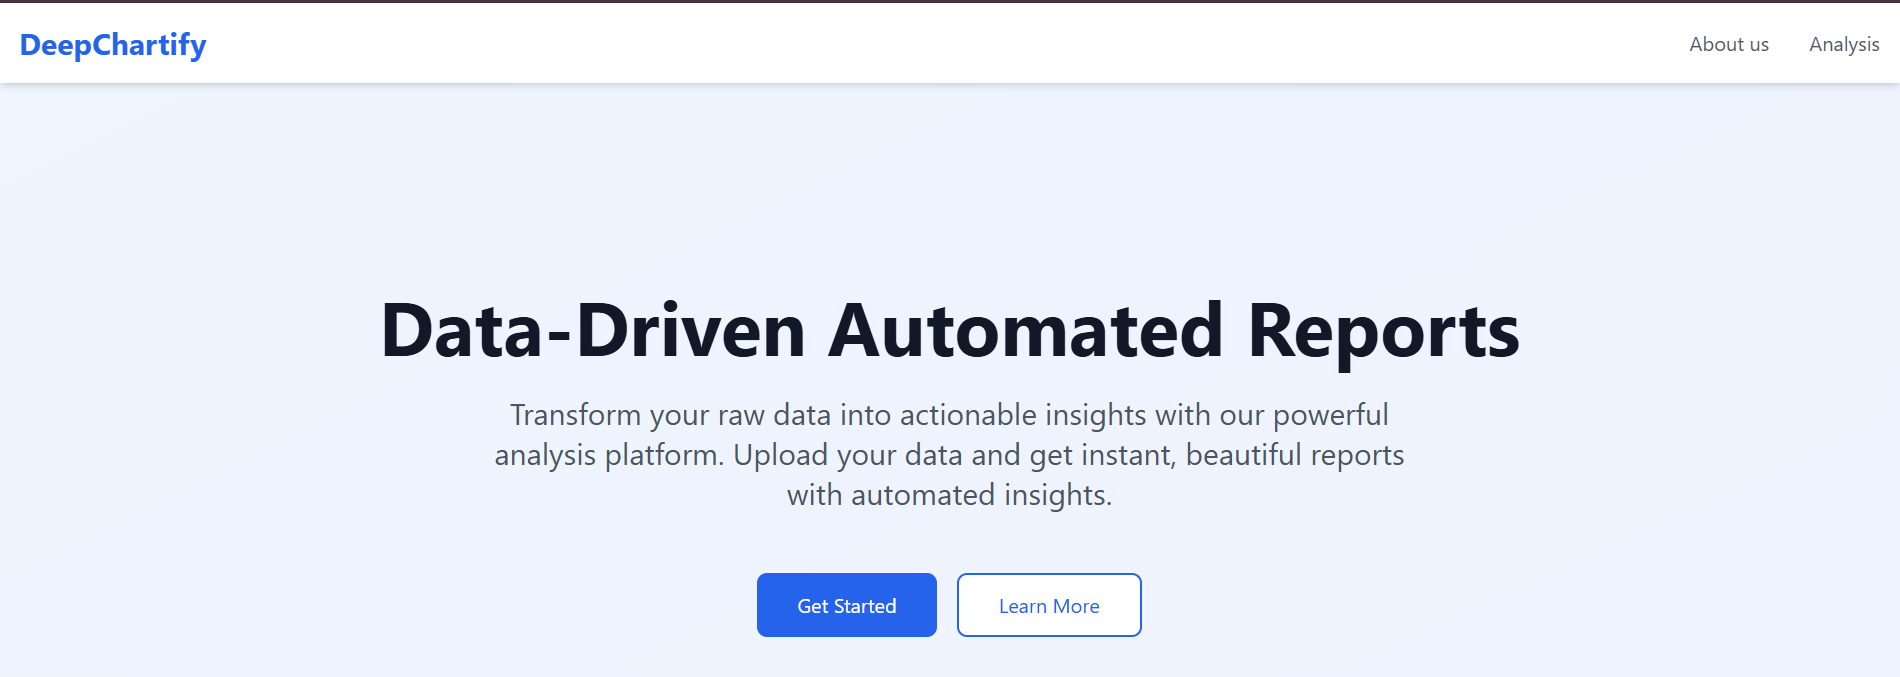 DeepChartify
About us
Analysis
Data-Driven Automated Reports
Transform your raw data into actionable insights with our powerful
analysis platform. Upload your data and get instant, beautiful reports
with automated insights.
Get Started
Learn More